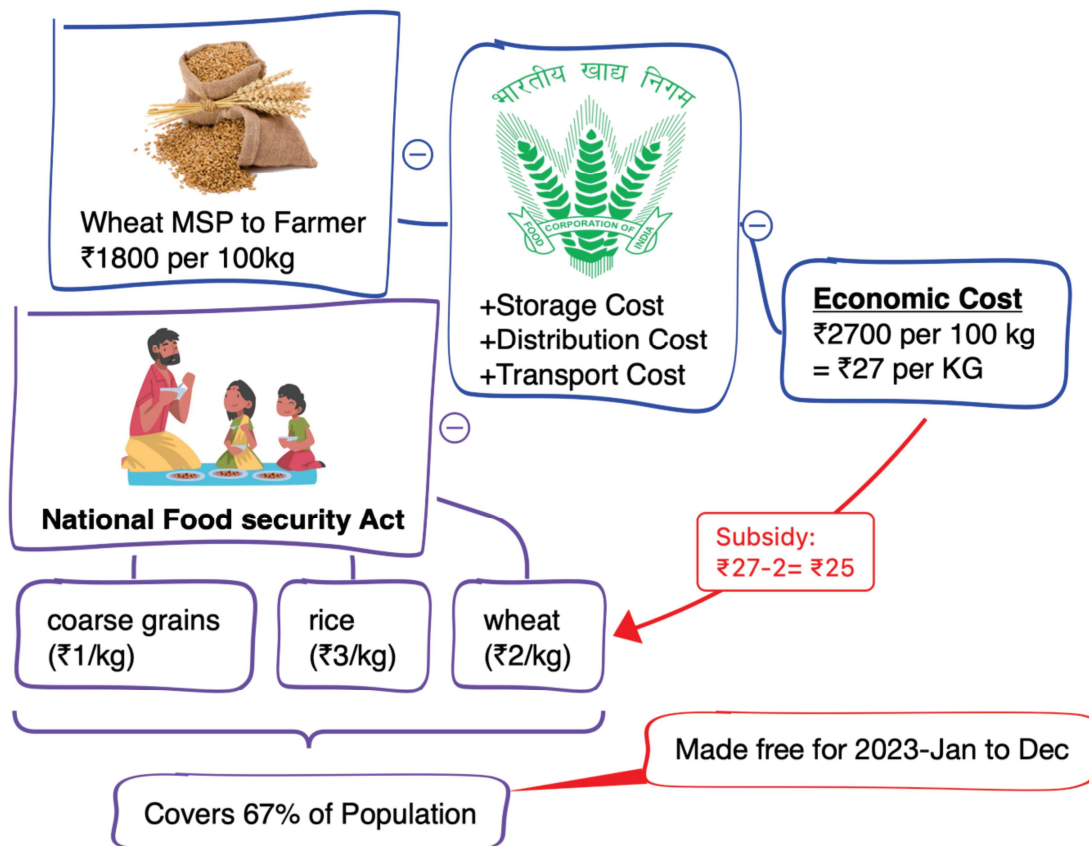 Wheat MSP to Farmer
₹1800 per 100kg
भारतीय खाद्य निगम
FOOD CORPORATION OF INDIA
+Storage Cost
+Distribution Cost
+Transport Cost
Economic Cost
₹2700 per 100 kg
= ₹27 per KG
National Food security Act
Subsidy:
₹27-2= ₹25
coarse grains
(₹1/kg)
rice
(₹3/kg)
wheat
(₹2/kg)
Made free for 2023-Jan to Dec
Covers 67% of Population